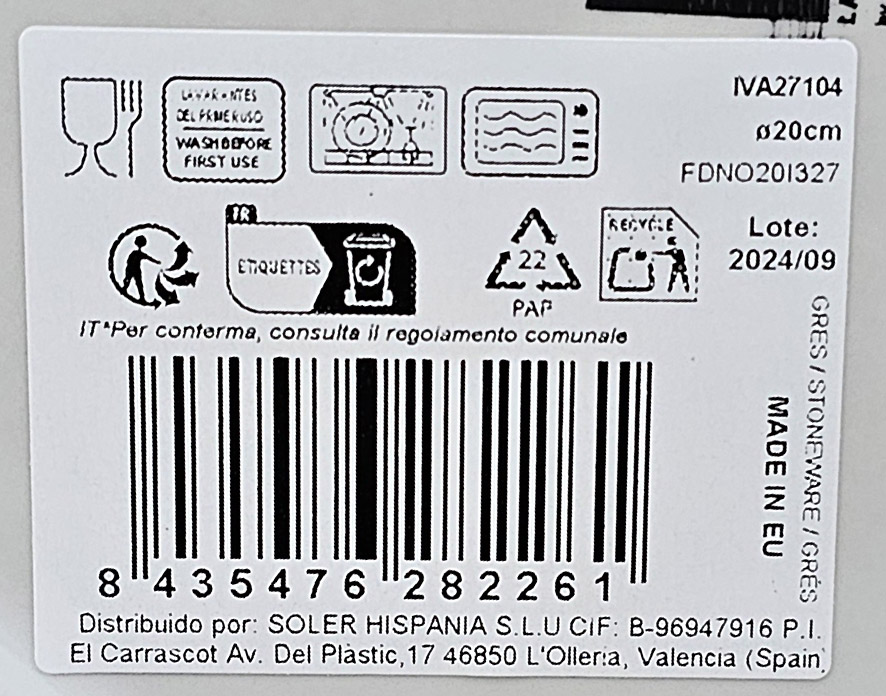 LAVAR ANTES
DEL PRIMER USO
WASH BEFORE
FIRST USE
IVA27104
ø20cm
FDNO201327
FR
ETIQUETTES
22
PAP
RECYCLE
Lote:
2024/09
IT*Per conferma, consulta il regolamento comunale
GRES / STONEWARE / GRÈS
MADE IN EU
8 435476 282261
Distribuido por: SOLER HISPANIA S.L.U CIF: B-96947916 P.I.
El Carrascot Av. Del Plàstic,17 46850 L'Olleria, Valencia (Spain)